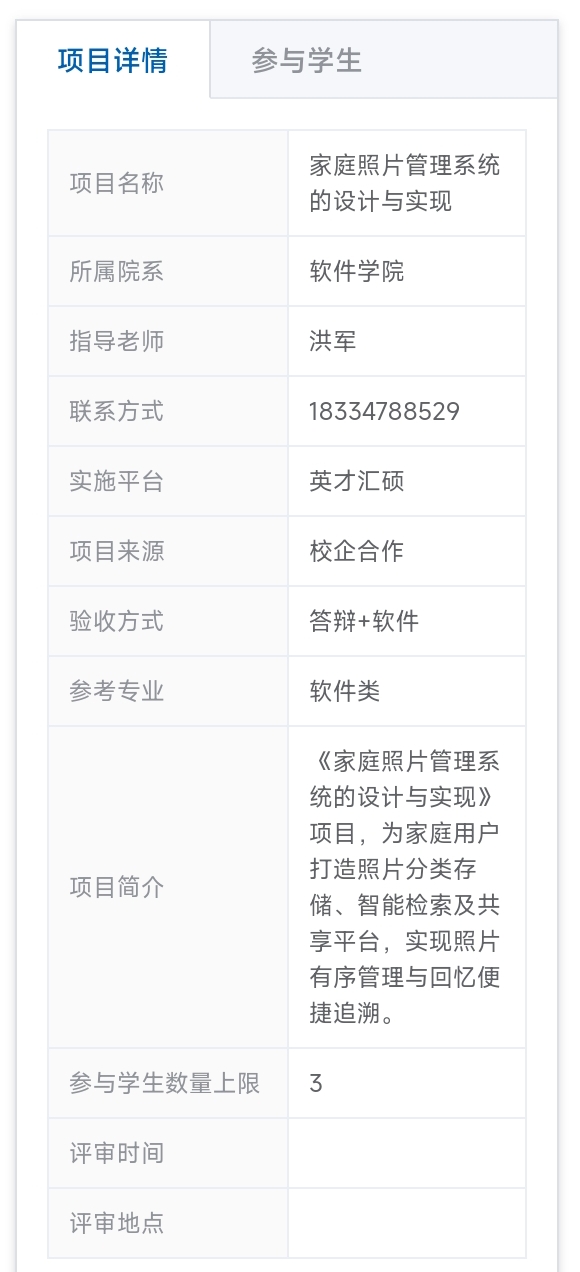 项目详情
参与学生
项目名称
家庭照片管理系统
的设计与实现
所属院系
软件学院
指导老师
洪军
联系方式
18334788529
实施平台
英才汇硕
项目来源
校企合作
验收方式
答辩+软件
参考专业
软件类
项目简介
《家庭照片管理系
统的设计与实现》
项目，为家庭用户
打造照片分类存
储、智能检索及共
享平台，实现照片
有序管理与回忆便
捷追溯。
参与学生数量上限
3
评审时间
评审地点